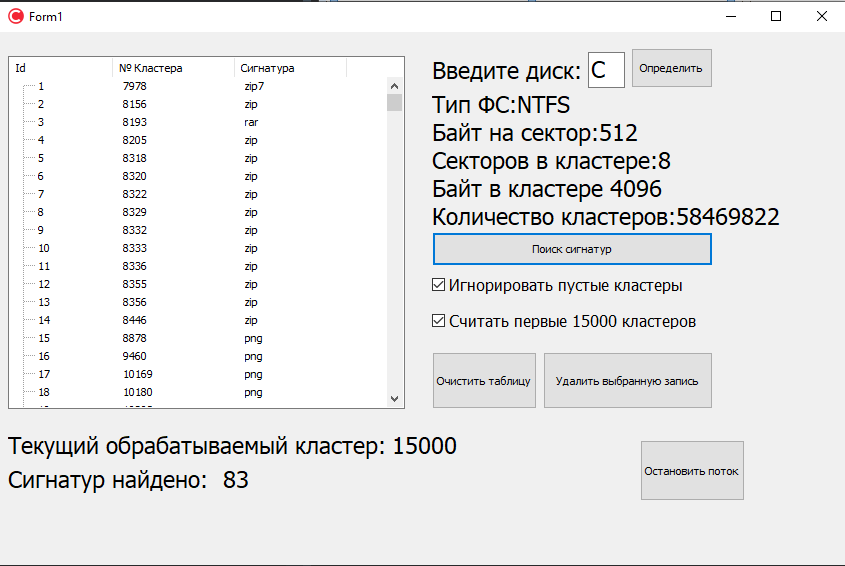 Form1
Id № Кластера Сигнатура
1 7978 zip7
2 8156 zip
3 8193 rar
4 8205 zip
5 8318 zip
6 8320 zip
7 8322 zip
8 8329 zip
9 8332 zip
10 8333 zip
11 8336 zip
12 8355 zip
13 8356 zip
14 8446 zip
15 8878 png
16 9460 png
17 10169 png
18 10180 png
Введите диск: C Определить
Тип ФС:NTFS
Байт на сектор:512
Секторов в кластере:8
Байт в кластере 4096
Количество кластеров:58469822
Поиск сигнатур
Игнорировать пустые кластеры
Считать первые 15000 кластеров
Очистить таблицу Удалить выбранную запись
Текущий обрабатываемый кластер: 15000
Сигнатур найдено: 83
Остановить поток